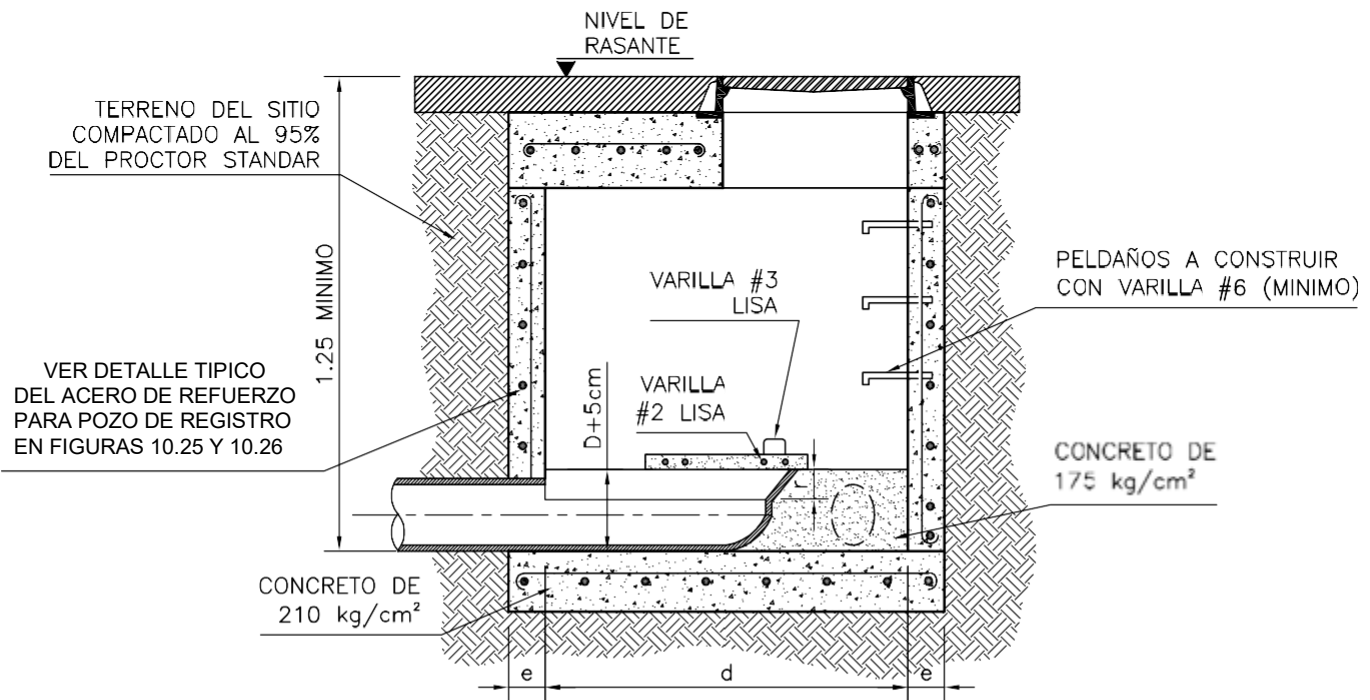 NIVEL DE
RASANTE
TERRENO DEL SITIO
COMPACTADO AL 95%
DEL PROCTOR STANDAR
1.25 MINIMO
VARILLA #3
LISA
PELDAÑOS A CONSTRUIR
CON VARILLA #6 (MINIMO)
VER DETALLE TIPICO
DEL ACERO DE REFUERZO
PARA POZO DE REGISTRO
EN FIGURAS 10.25 Y 10.26
D+5cm
VARILLA
#2 LISA
r
CONCRETO DE
175 kg/cm²
CONCRETO DE
210 kg/cm²
e
d
e